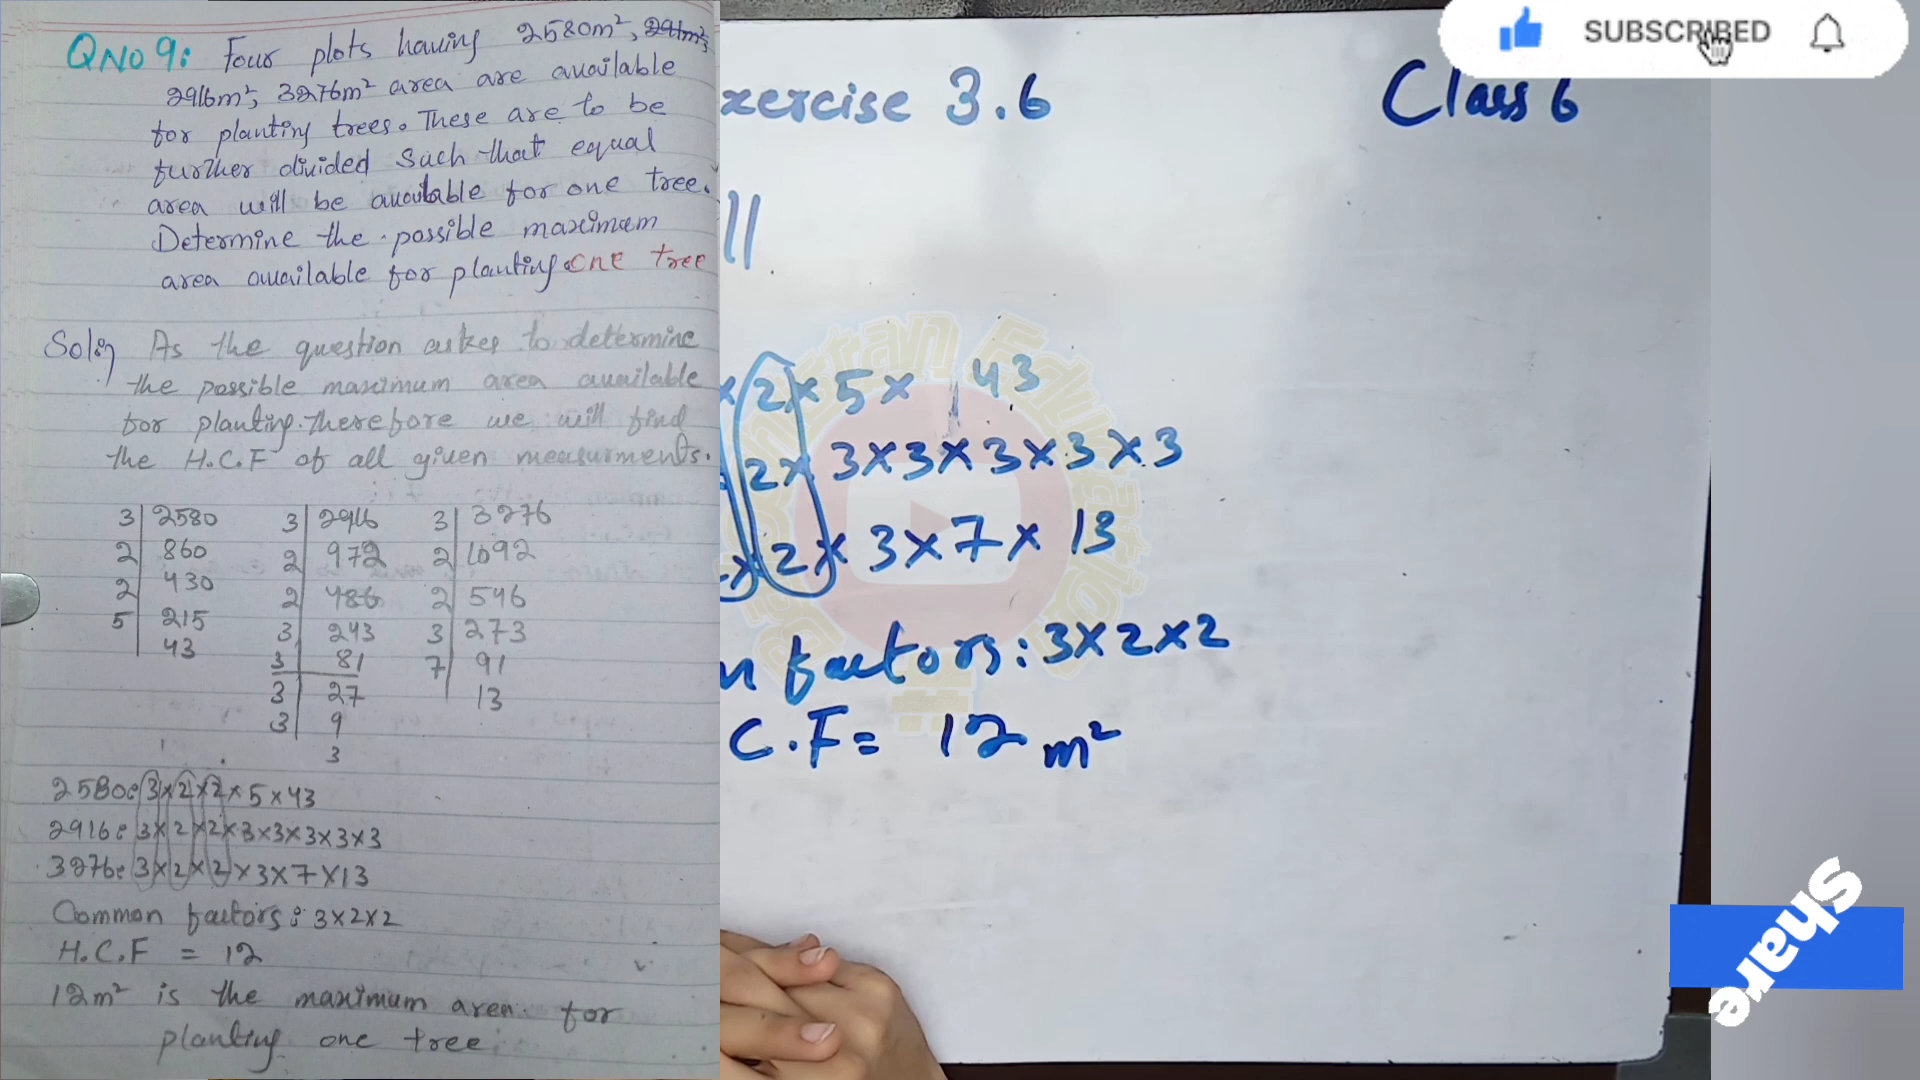 QNO 9: Four plots having 2580m², 291m²,
2916m², 3276m² area are available
for planting trees. These are to be
further divided such that equal
area will be available for one tree.
Determine the possible maximum
area available for planting one tree
Sol:
As the question askes to determine
the possible maximum area available
for planting. therefore we will find
the H.C.F of all given measurments.
3 | 2580
2 | 860
2 | 430
5 | 215
43
3 | 2916
2 | 972
2 | 486
3 | 243
3 | 81
3 | 27
3 | 9
3
3 | 3276
2 | 1092
2 | 546
3 | 273
7 | 91
13
2580: 3×2×2×5×43
2916: 3×2×2×3×3×3×3×3
3276: 3×2×2×3×7×13
Common factors: 3×2×2
H.C.F = 12
12m² is the maximum area for
planting one tree
xercise 3.6
Class 6
×2×5× 43
2× 3×3×3×3×3
×2×3×7×13
n factors: 3×2×2
C.F= 12 m²
SUBSCRIBED
Share